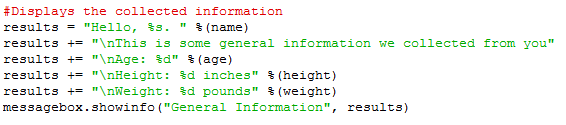 #Displays the collected information
results = "Hello, %s. " %(name)
results += "\nThis is some general information we collected from you"
results += "\nAge: %d" %(age)
results += "\nHeight: %d inches" %(height)
results += "\nWeight: %d pounds" %(weight)
messagebox.showinfo("General Information", results)